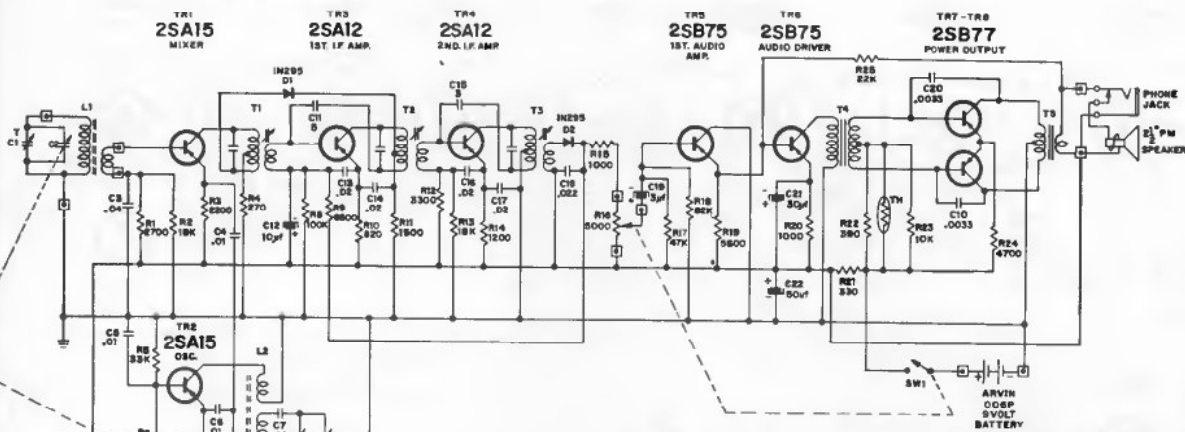 TR1
2SA15
MIXER
TR3
2SA12
1ST. I.F. AMP.
TR4
2SA12
2ND. I.F. AMP.
TR5
2SB75
1ST. AUDIO
AMP.
TR6
2SB75
AUDIO DRIVER
TR7-TR8
2SB77
POWER OUTPUT
R25
22K
C20
.0033
PHONE
JACK
2½" PM
SPEAKER
L1
C1
C2
1N295
D1
T1
C11
5
T2
C15
5
T3
1N295
D2
T4
T5
R15
1000
C3
.04
R1
2700
R2
18K
R3
2200
C4
.01
R4
270
C12
10µf
R8
100K
R9
6800
C13
.02
C14
.02
R10
820
R11
1500
R12
3300
R13
18K
C16
.02
C17
.02
R14
1200
C18
.022
R16
5000
C19
3µf
R17
47K
R18
82K
R19
5600
C21
30µf
R20
1000
C22
50µf
R22
390
TH
R23
10K
C10
.0033
R24
4700
R21
330
C5
.01
R5
33K
TR2
2SA15
OSC.
L2
C6
.01
C7
SW1
ARVIN
006P
9VOLT
BATTERY